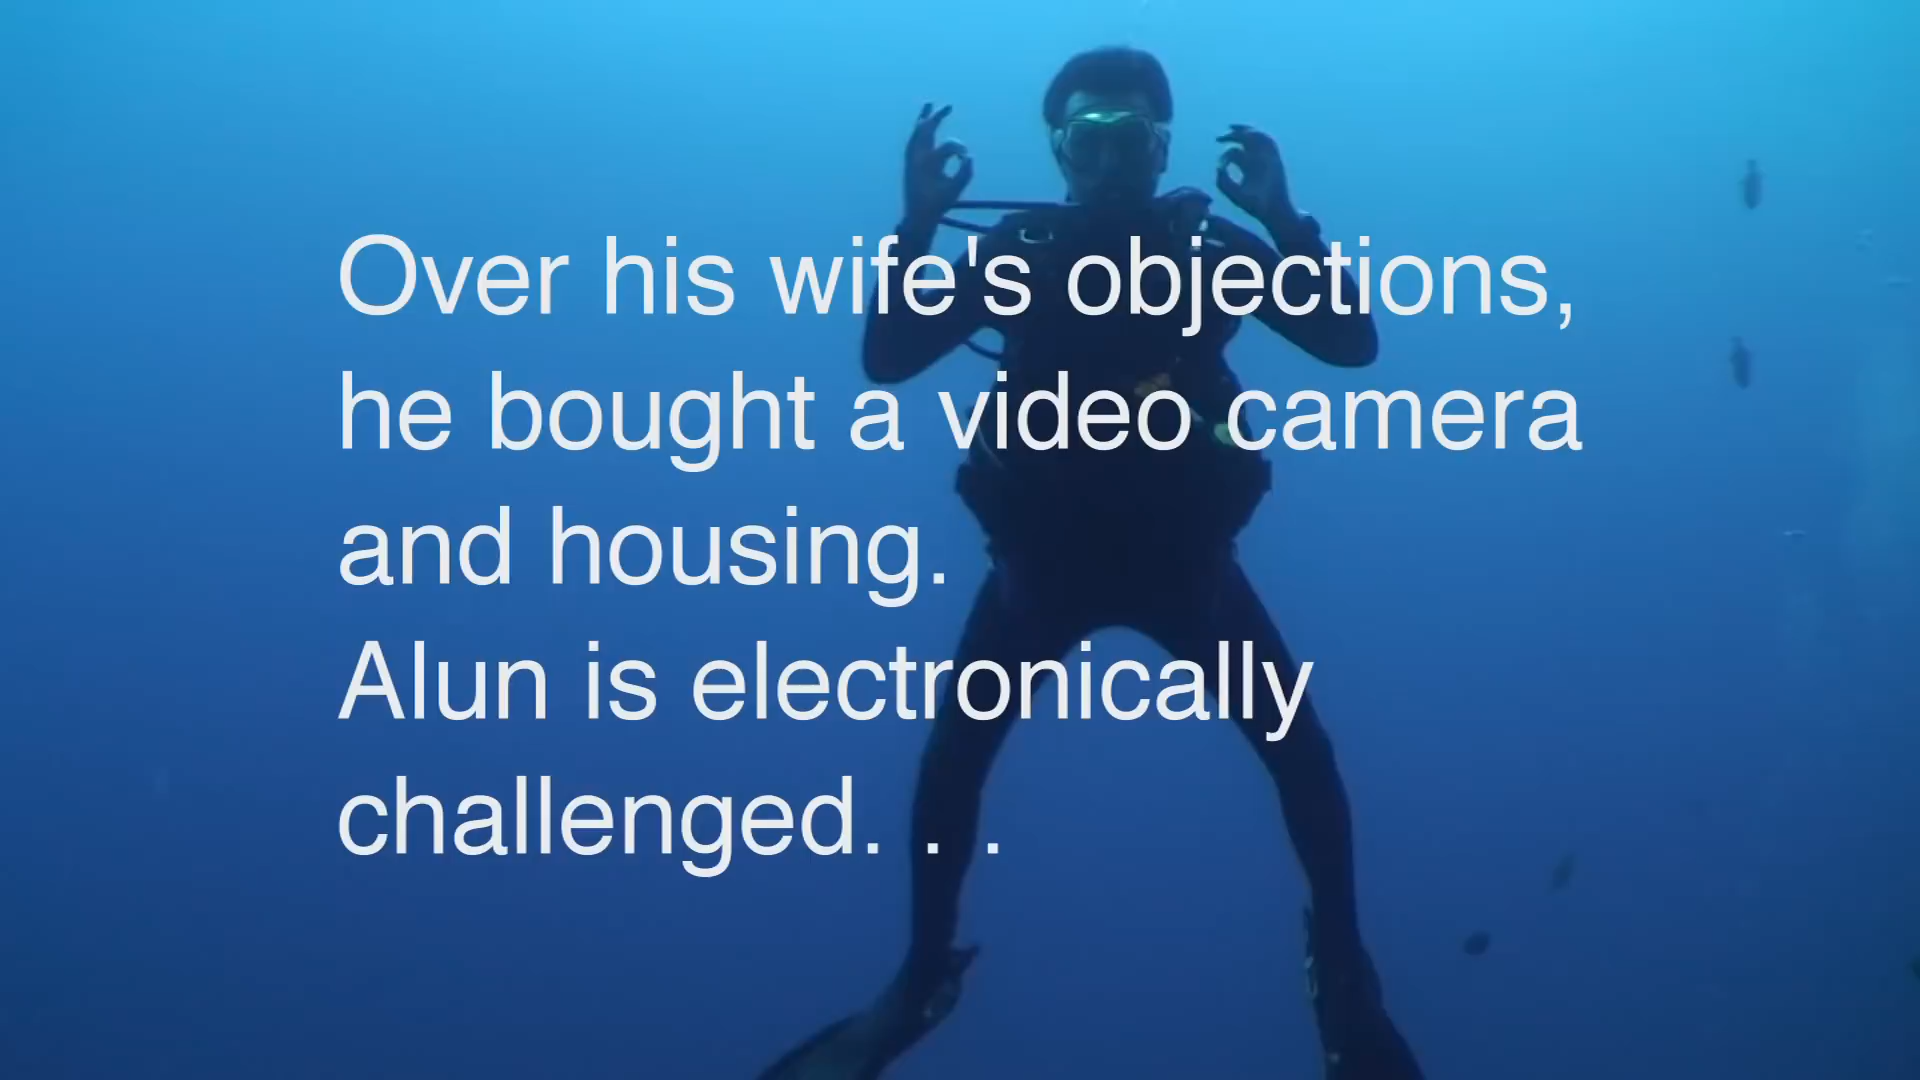 Over his wife's objections,
he bought a video camera
and housing.
Alun is electronically
challenged. . .